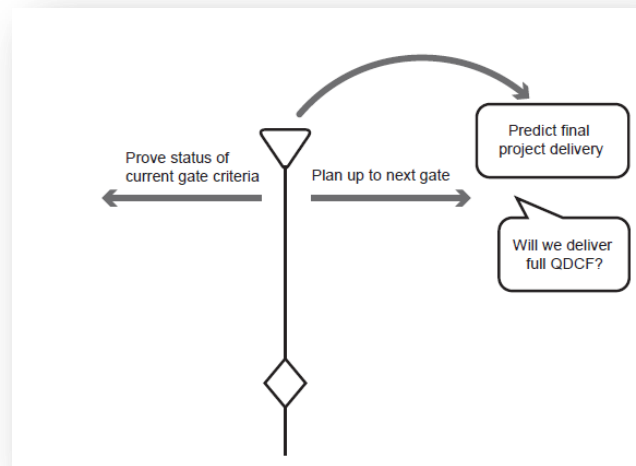 Predict final
project delivery
Prove status of
current gate criteria
Plan up to next gate
Will we deliver
full QDCF?